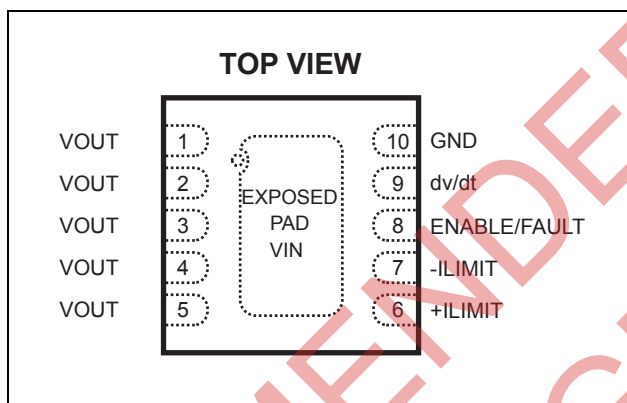 TOP VIEW
VOUT 1 10 GND
VOUT 2 9 dv/dt
EXPOSED
VOUT 3 PAD 8 ENABLE/FAULT
VIN
VOUT 4 7 -ILIMIT
VOUT 5 6 +ILIMIT